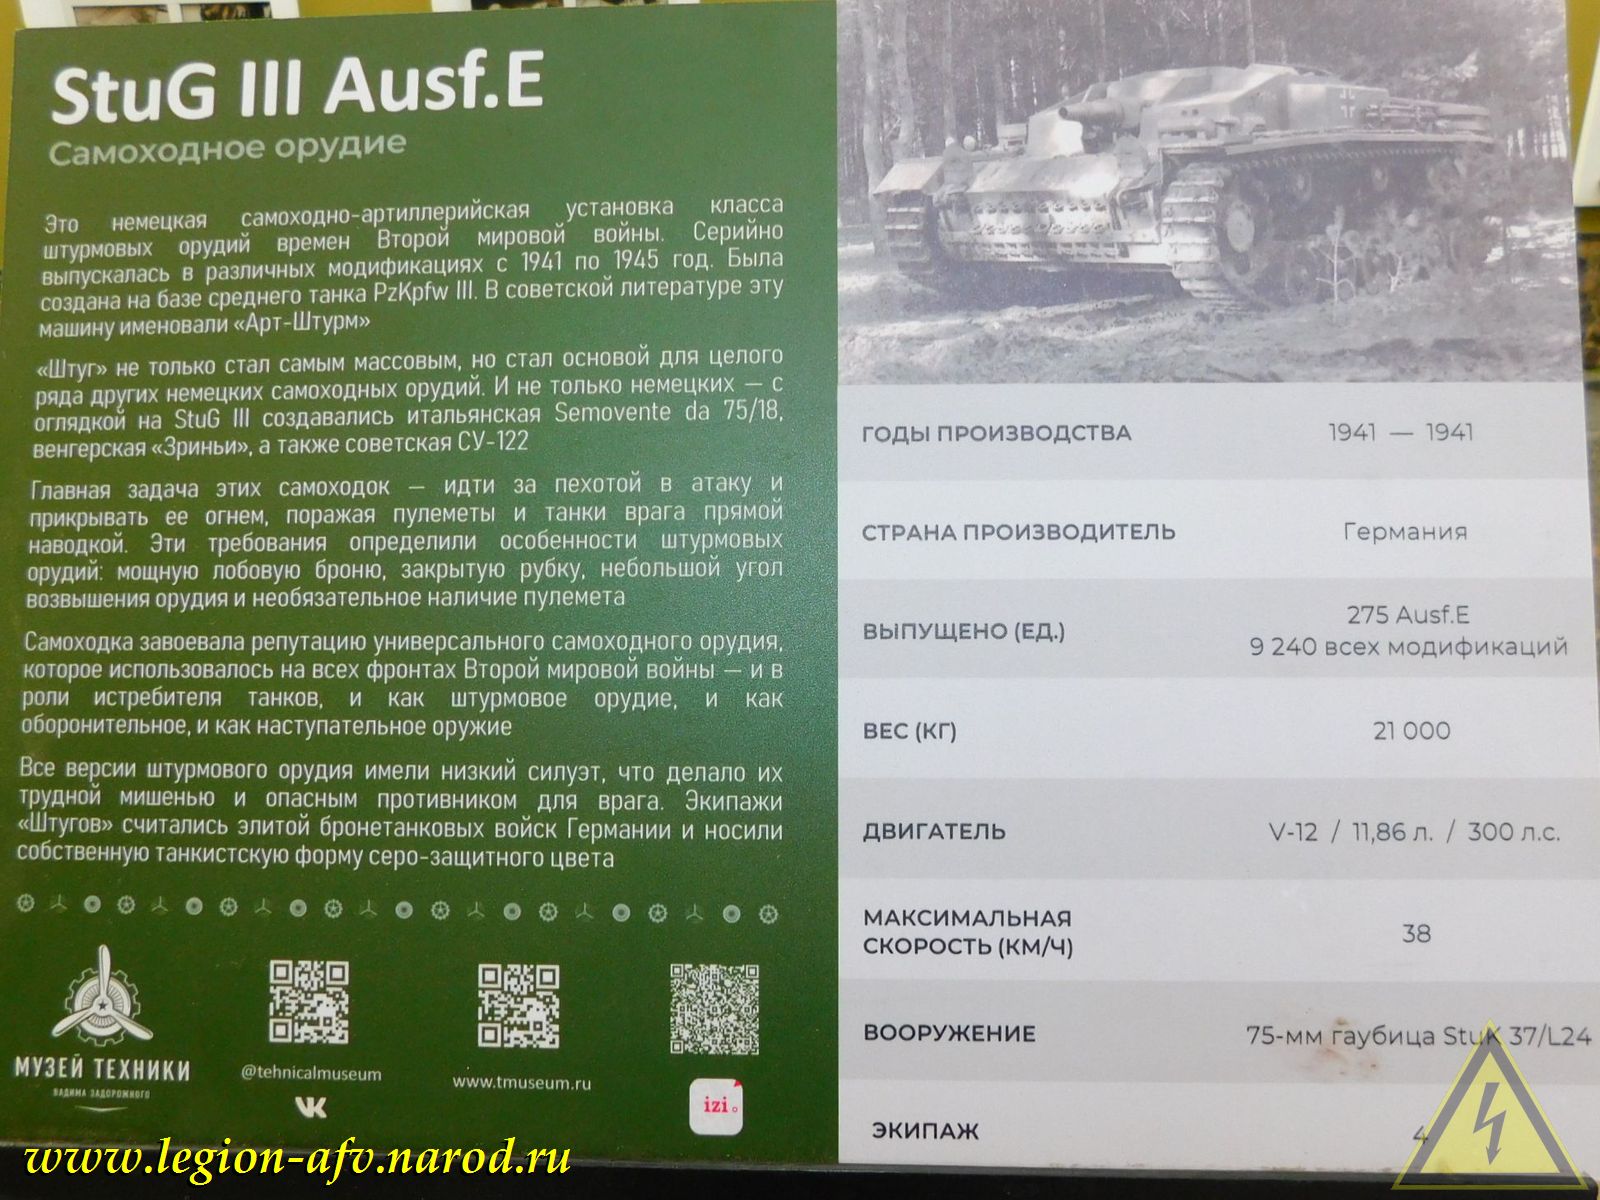 StuG III Ausf.E
Самоходное орудие
Это немецкая самоходно-артиллерийская установка класса
штурмовых орудий времен Второй мировой войны. Серийно
выпускалась в различных модификациях с 1941 по 1945 год. Была
создана на базе среднего танка PzKpfw III. В советской литературе эту
машину именовали «Арт-Штурм»
«Штуг» не только стал самым массовым, но стал основой для целого
ряда других немецких самоходных орудий. И не только немецких — с
оглядкой на StuG III создавались итальянская Semovente da 75/18,
венгерская «Зриньи», а также советская СУ-122
Главная задача этих самоходок — идти за пехотой в атаку и
прикрывать ее огнем, поражая пулеметы и танки врага прямой
наводкой. Эти требования определили особенности штурмовых
орудий: мощную лобовую броню, закрытую рубку, небольшой угол
возвышения орудия и необязательное наличие пулемета
Самоходка завоевала репутацию универсального самоходного орудия,
которое использовалось на всех фронтах Второй мировой войны — и в
роли истребителя танков, и как штурмовое орудие, и как
оборонительное, и как наступательное оружие
Все версии штурмового орудия имели низкий силуэт, что делало их
трудной мишенью и опасным противником для врага. Экипажи
«Штугов» считались элитой бронетанковых войск Германии и носили
собственную танкистскую форму серо-защитного цвета
МУЗЕЙ ТЕХНИКИ
ВАДИМА ЗАДОРОЖНОГО
@tehnicalmuseum
www.tmuseum.ru
izi
ГОДЫ ПРОИЗВОДСТВА 1941 — 1941
СТРАНА ПРОИЗВОДИТЕЛЬ Германия
ВЫПУЩЕНО (ЕД.) 275 Ausf.E
9 240 всех модификаций
ВЕС (КГ) 21 000
ДВИГАТЕЛЬ V-12 / 11,86 л. / 300 л.с.
МАКСИМАЛЬНАЯ
СКОРОСТЬ (КМ/Ч) 38
ВООРУЖЕНИЕ 75-мм гаубица StuK 37/L24
ЭКИПАЖ 4
www.legion-afv.narod.ru